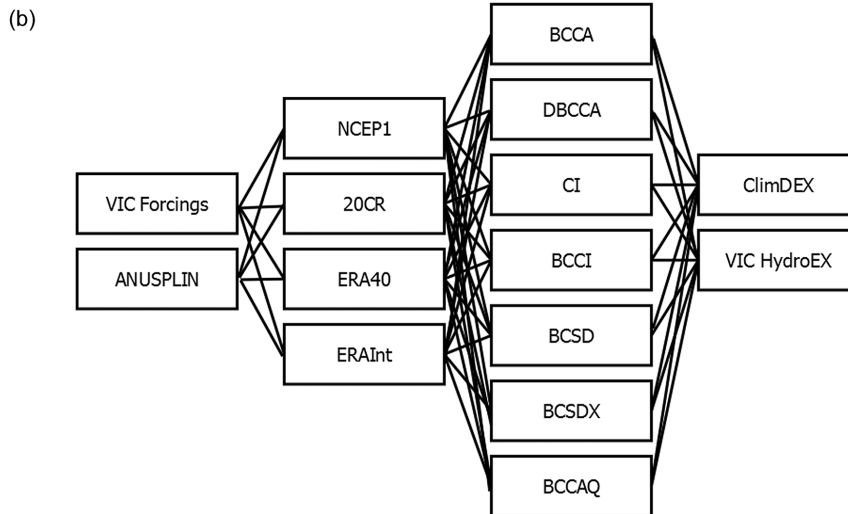 (b)
VIC Forcings
ANUSPLIN
NCEP1
20CR
ERA40
ERAInt
BCCA
DBCCA
CI
BCCI
BCSD
BCSDX
BCCAQ
ClimDEX
VIC HydroEX